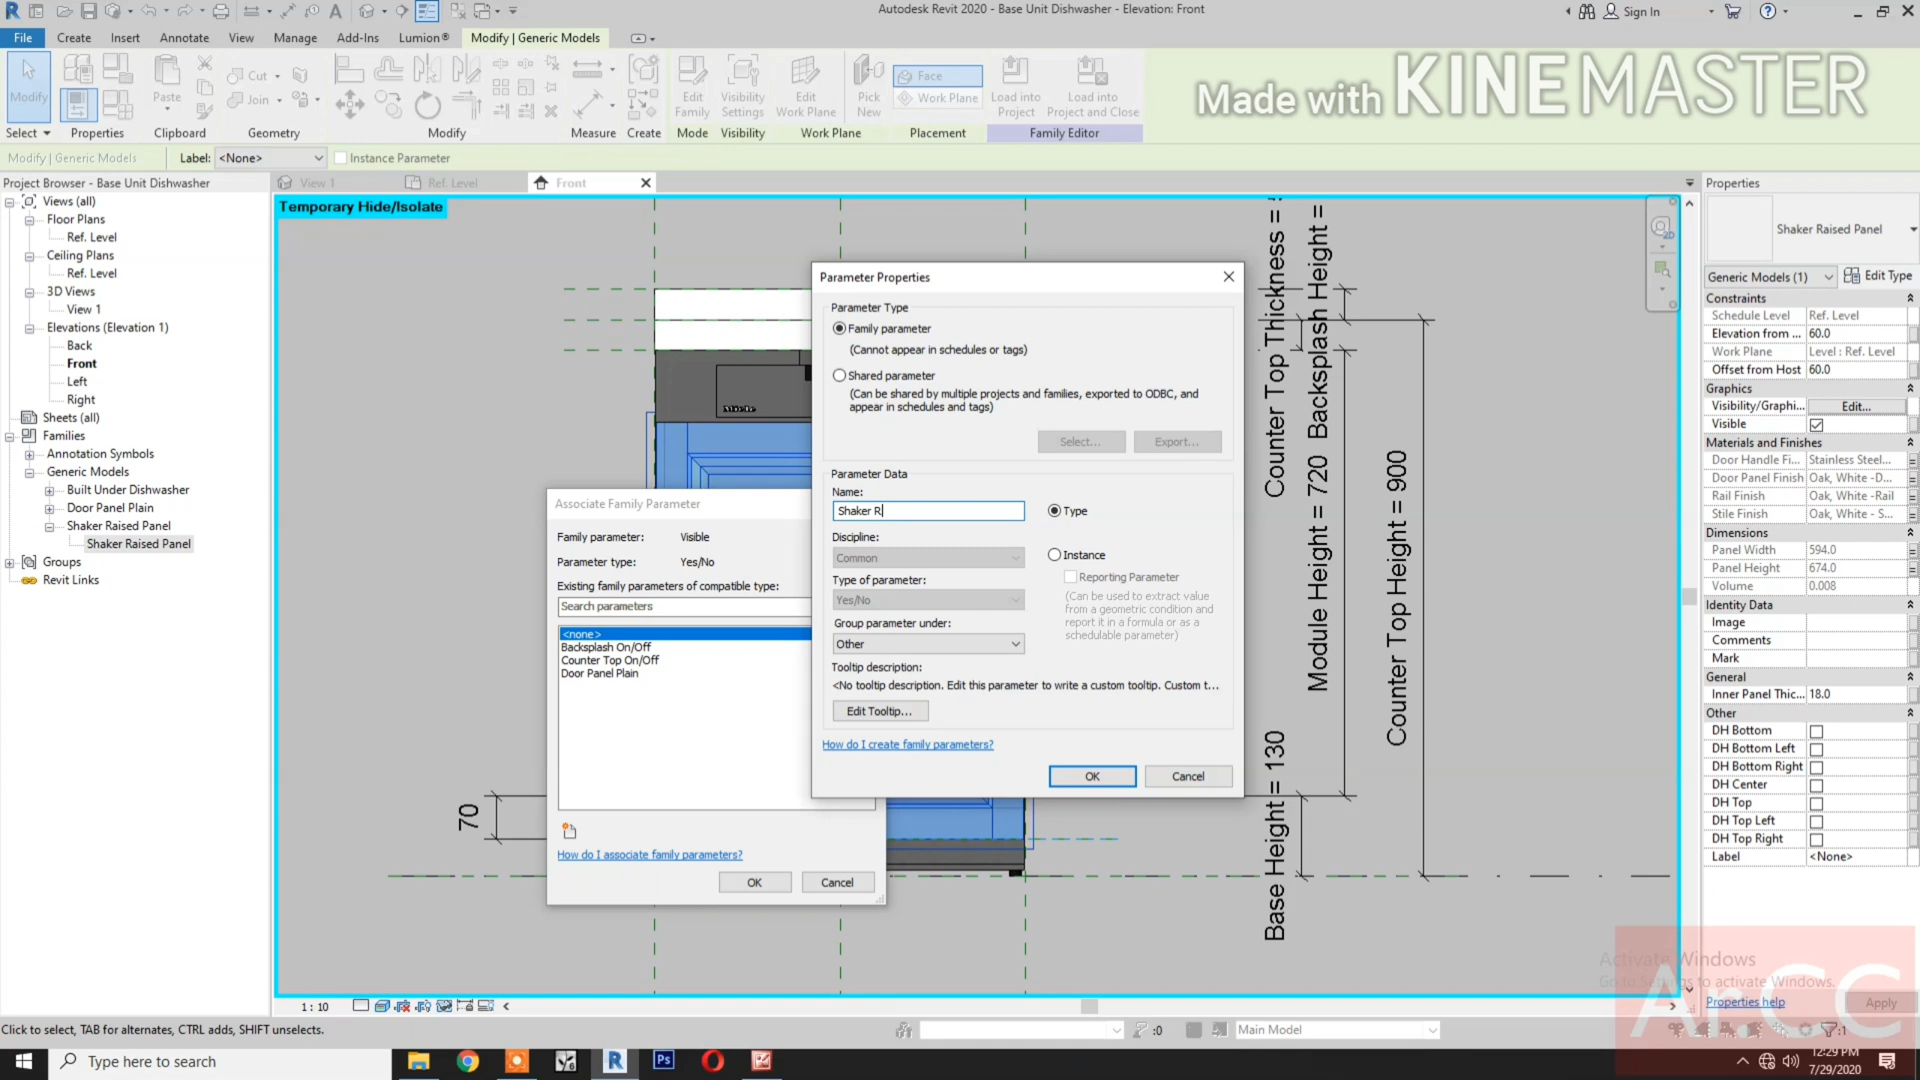 Autodesk Revit 2020 - Base Unit Dishwasher - Elevation: Front
Sign In
File Create Insert Annotate View Manage Add-Ins Lumion® Modify | Generic Models
Made with KINEMASTER
Modify
Paste
Cut
Join
Edit Family
Visibility Settings
Edit Work Plane
Pick New
Face
Work Plane
Load into Project
Load into Project and Close
Select Properties Clipboard Geometry Modify Measure Create Mode Visibility Work Plane Placement Family Editor
Modify | Generic Models Label: <None> Instance Parameter
Project Browser - Base Unit Dishwasher
View 1
Ref. Level
Front
Views (all)
Floor Plans
Ref. Level
Ceiling Plans
Ref. Level
3D Views
View 1
Elevations (Elevation 1)
Back
Front
Left
Right
Sheets (all)
Families
Annotation Symbols
Generic Models
Built Under Dishwasher
Door Panel Plain
Shaker Raised Panel
Shaker Raised Panel
Groups
Revit Links
Temporary Hide/Isolate
Miele
70
Counter Top Thickness =
Backsplash Height =
Module Height = 720
Counter Top Height = 900
Base Height = 130
Associate Family Parameter
Family parameter: Visible
Parameter type: Yes/No
Existing family parameters of compatible type:
Search parameters
<none>
Backsplash On/Off
Counter Top On/Off
Door Panel Plain
How do I associate family parameters?
OK Cancel
Parameter Properties
Parameter Type
Family parameter
(Cannot appear in schedules or tags)
Shared parameter
(Can be shared by multiple projects and families, exported to ODBC, and
appear in schedules and tags)
Select... Export...
Parameter Data
Name:
Shaker R
Type
Discipline:
Common
Instance
Reporting Parameter
(Can be used to extract value
from a geometric condition and
report it in a formula or as a
schedulable parameter)
Type of parameter:
Yes/No
Group parameter under:
Other
Tooltip description:
<No tooltip description. Edit this parameter to write a custom tooltip. Custom t...
Edit Tooltip...
How do I create family parameters?
OK Cancel
Properties
Shaker Raised Panel
Generic Models (1) Edit Type
Constraints
Schedule Level Ref. Level
Elevation from ... 60.0
Work Plane Level : Ref. Level
Offset from Host 60.0
Graphics
Visibility/Graphi... Edit...
Visible
Materials and Finishes
Door Handle Fi... Stainless Steel...
Door Panel Finish Oak, White -D...
Rail Finish Oak, White -Rail
Stile Finish Oak, White - S...
Dimensions
Panel Width 594.0
Panel Height 674.0
Volume 0.008
Identity Data
Image
Comments
Mark
General
Inner Panel Thic... 18.0
Other
DH Bottom
DH Bottom Left
DH Bottom Right
DH Center
DH Top
DH Top Left
DH Top Right
Label <None>
Activate Windows
Go to Settings to activate Windows.
Properties help Apply
ArCC
1 : 10
Click to select, TAB for alternates, CTRL adds, SHIFT unselects.
:0
Main Model
:1
Type here to search
12:29 PM
7/29/2020